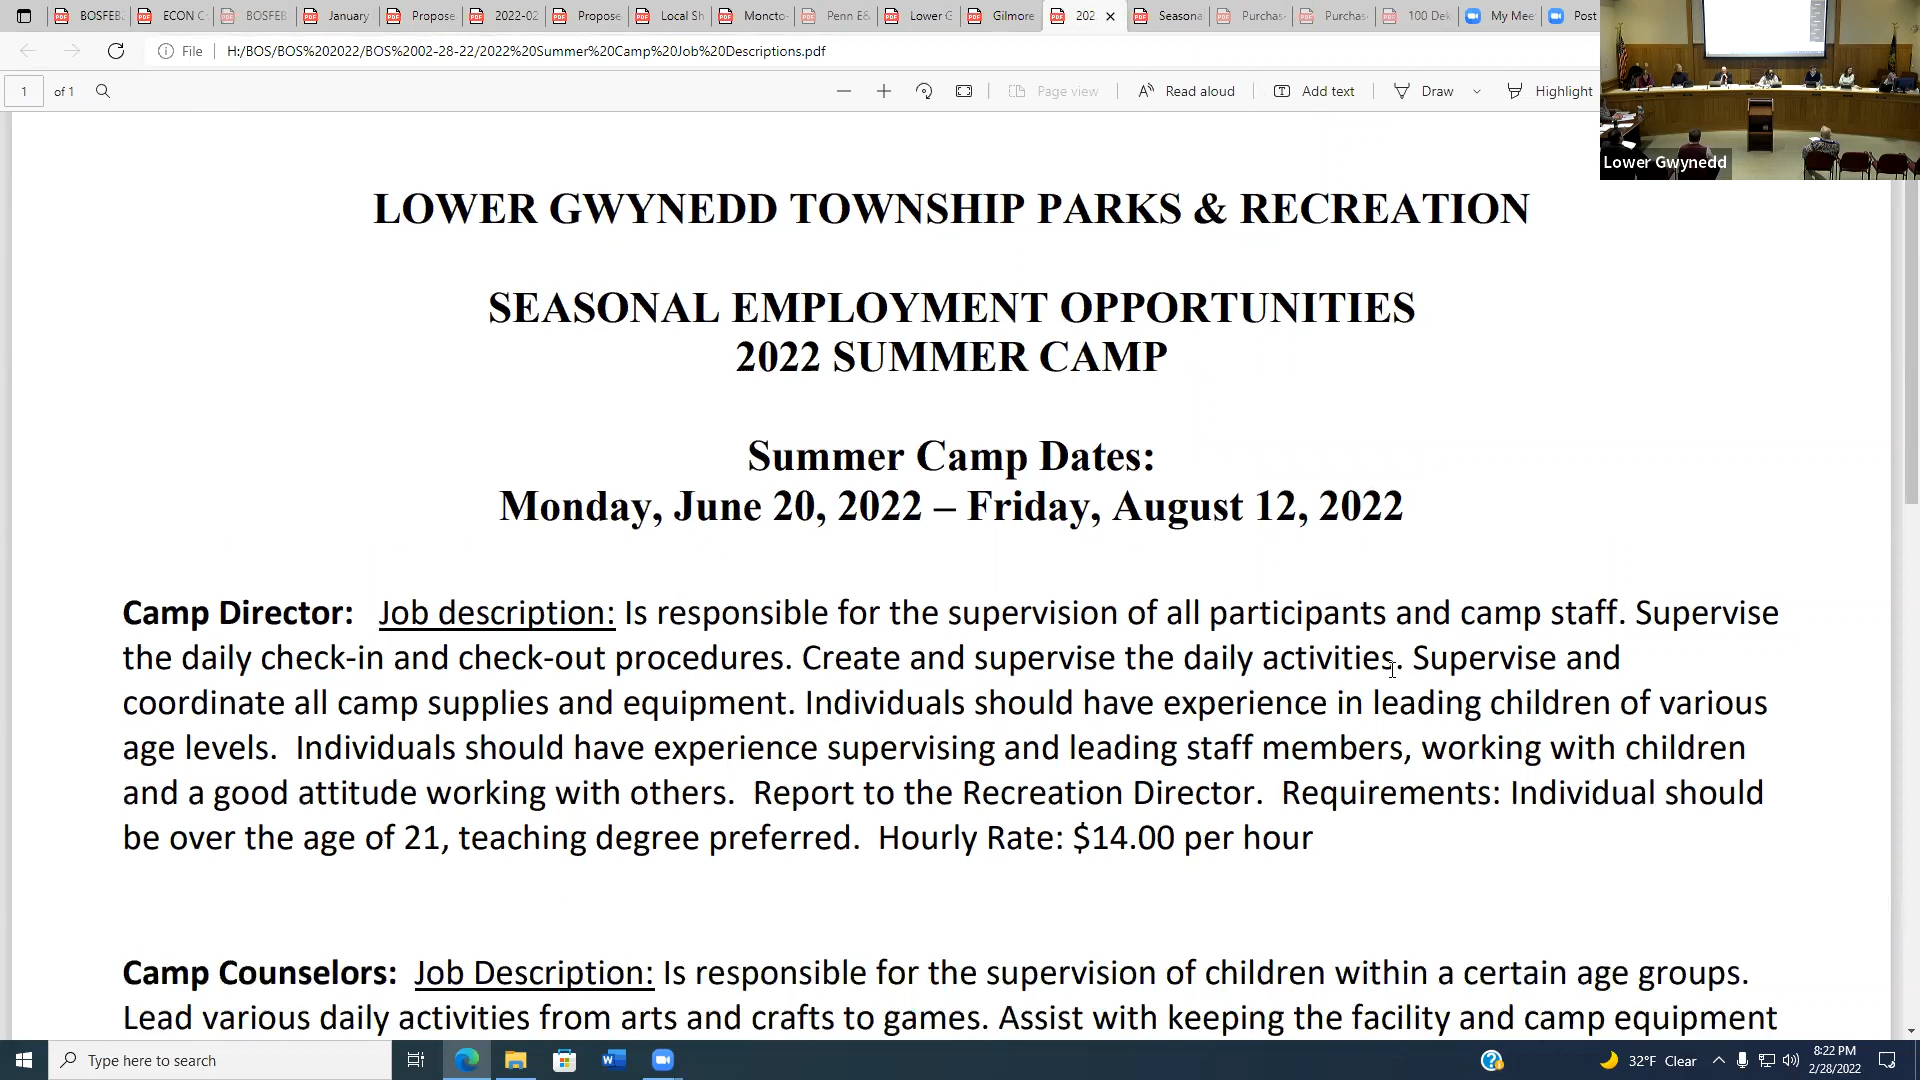 BOSFEB2
ECON C
BOSFEB
January
Propose
2022-02
Propose
Local Sh
Moncto
Penn E&
Lower G
Gilmore
202
Seasona
Purchas
Purchas
100 Dek
My Mee
Post
File
H:/BOS/BOS%202022/BOS%2002-28-22/2022%20Summer%20Camp%20Job%20Descriptions.pdf
1 of 1
Page view
Read aloud
Add text
Draw
Highlight
Lower Gwynedd
LOWER GWYNEDD TOWNSHIP PARKS & RECREATION
SEASONAL EMPLOYMENT OPPORTUNITIES
2022 SUMMER CAMP
Summer Camp Dates:
Monday, June 20, 2022 – Friday, August 12, 2022
Camp Director: Job description: Is responsible for the supervision of all participants and camp staff. Supervise
the daily check-in and check-out procedures. Create and supervise the daily activities. Supervise and
coordinate all camp supplies and equipment. Individuals should have experience in leading children of various
age levels. Individuals should have experience supervising and leading staff members, working with children
and a good attitude working with others. Report to the Recreation Director. Requirements: Individual should
be over the age of 21, teaching degree preferred. Hourly Rate: $14.00 per hour
Camp Counselors: Job Description: Is responsible for the supervision of children within a certain age groups.
Lead various daily activities from arts and crafts to games. Assist with keeping the facility and camp equipment
Type here to search
32°F Clear
8:22 PM
2/28/2022